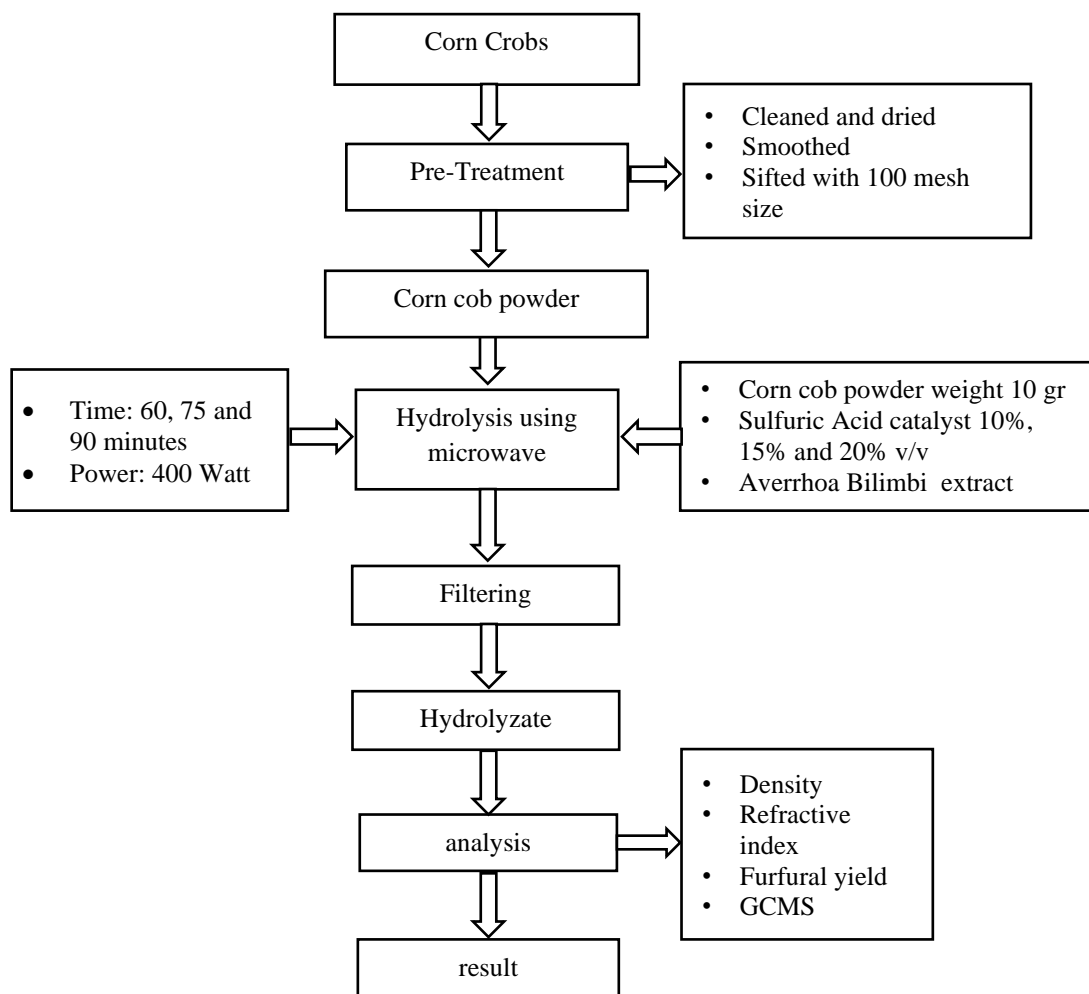 Corn Crobs
Pre-Treatment
• Cleaned and dried
• Smoothed
• Sifted with 100 mesh
size
Corn cob powder
• Time: 60, 75 and
90 minutes
• Power: 400 Watt
Hydrolysis using
microwave
• Corn cob powder weight 10 gr
• Sulfuric Acid catalyst 10%,
15% and 20% v/v
• Averrhoa Bilimbi extract
Filtering
Hydrolyzate
analysis
• Density
• Refractive
index
• Furfural yield
• GCMS
result